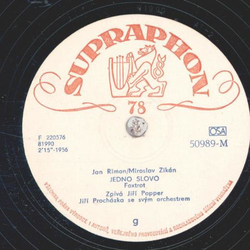 SUPRAPHON
78
F 220576
81990
2'15"-1956
OSA
50989-M
Jan Rimon/Miroslav Zikán
JEDNO SLOVO
Foxtrot
Zpívá Jiří Popper
Jiří Procházka se svým orchestrem
g